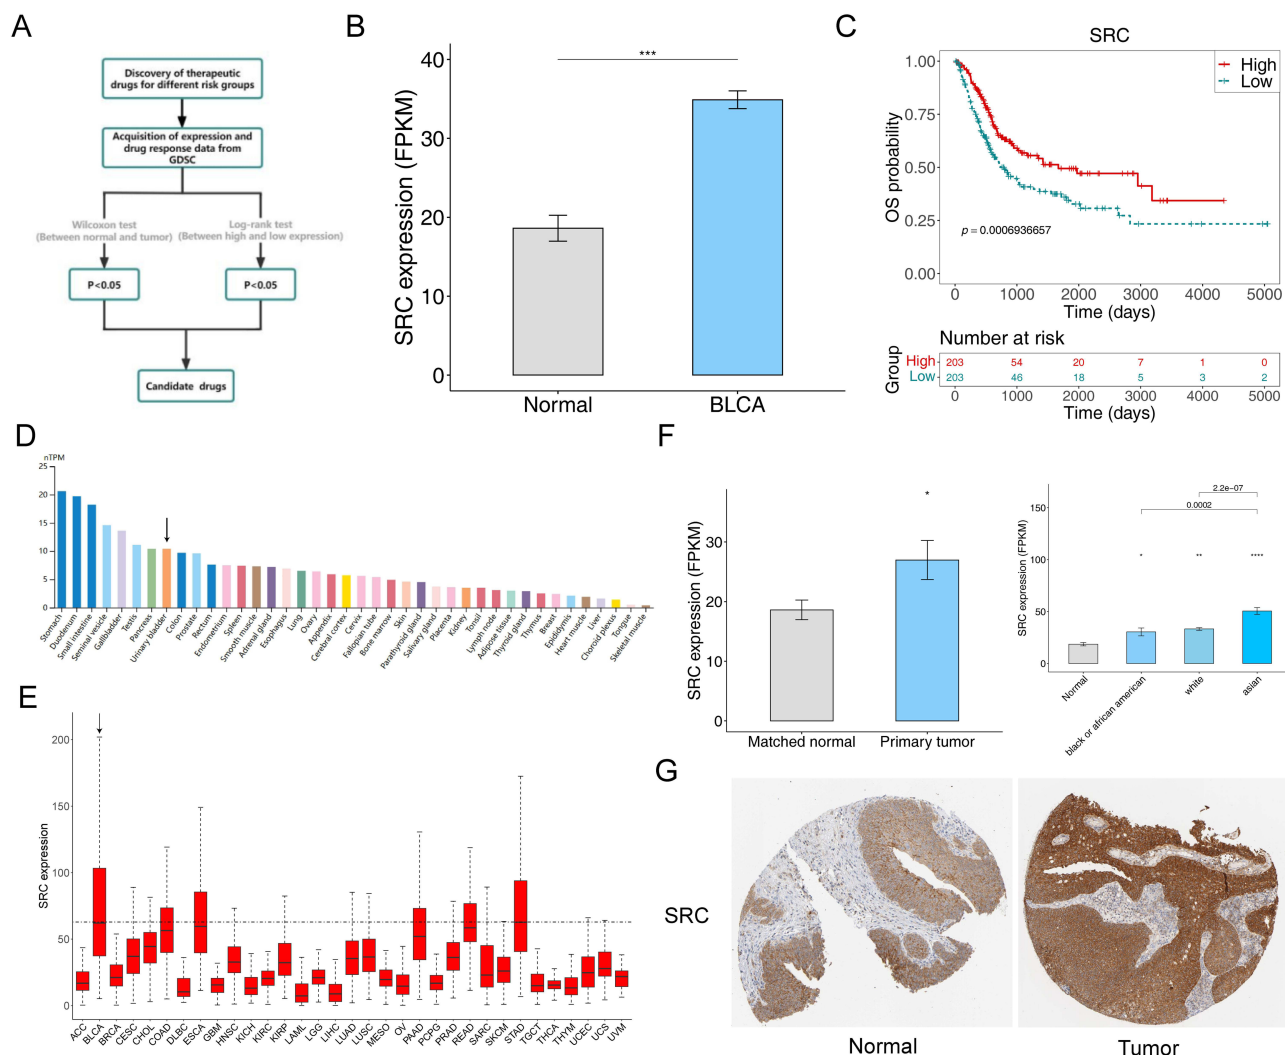 A
Discovery of therapeutic
drugs for different risk groups
Acquisition of expression and
drug response data from
GDSC
Wilcoxon test
(Between normal and tumor)
Log-rank test
(Between high and low expression)
P<0.05
P<0.05
Candidate drugs
B
SRC expression (FPKM)
40
30
20
10
0
***
Normal
BLCA
C
SRC
High
Low
OS probability
1.00
0.75
0.50
0.25
0.00
p = 0.0006936657
0 1000 2000 3000 4000 5000
Time (days)
Number at risk
Group
High 203 54 20 7 1 0
Low 203 46 18 5 3 2
0 1000 2000 3000 4000 5000
Time (days)
D
nTPM
25
20
15
10
5
0
Stomach
Duodenum
Small intestine
Seminal vesicle
Gallbladder
Testis
Pancreas
Urinary bladder
Colon
Prostate
Rectum
Endometrium
Spleen
Smooth muscle
Adrenal gland
Esophagus
Lung
Ovary
Appendix
Cerebral cortex
Cervix
Fallopian tube
Bone marrow
Skin
Parathyroid gland
Salivary gland
Placenta
Kidney
Tonsil
Lymph node
Adipose tissue
Thyroid gland
Thymus
Breast
Epididymis
Heart muscle
Liver
Choroid plexus
Tongue
Skeletal muscle
E
SRC expression
200
150
100
50
0
ACC
BLCA
BRCA
CESC
CHOL
COAD
DLBC
ESCA
GBM
HNSC
KICH
KIRC
KIRP
LAML
LGG
LIHC
LUAD
LUSC
MESO
OV
PAAD
PCPG
PRAD
READ
SARC
SKCM
STAD
TGCT
THCA
THYM
UCEC
UCS
UVM
F
SRC expression (FPKM)
30
20
10
0
*
Matched normal
Primary tumor
SRC expression (FPKM)
150
100
50
0
2.2e−07
0.0002
*
**
****
Normal
black or african american
white
asian
G
SRC
Normal
Tumor